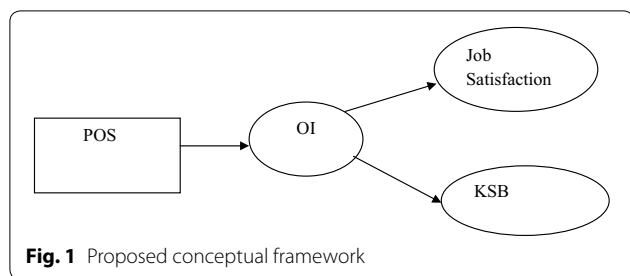 Job
Satisfaction
POS
OI
KSB
Fig. 1 Proposed conceptual framework